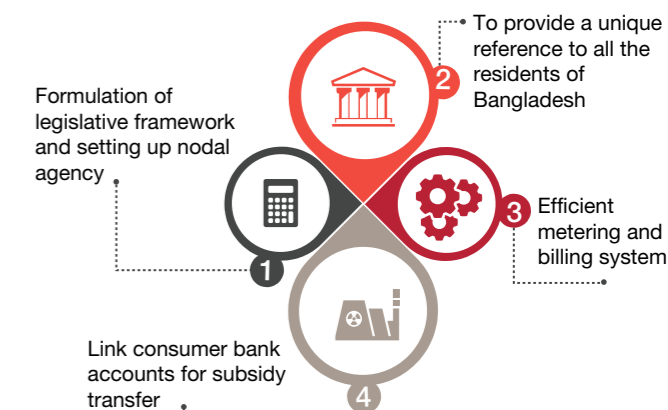 To provide a unique
reference to all the
residents of
Bangladesh
2
Formulation of
legislative framework
and setting up nodal
agency
1
3
Efficient
metering and
billing system
Link consumer bank
accounts for subsidy
transfer
4